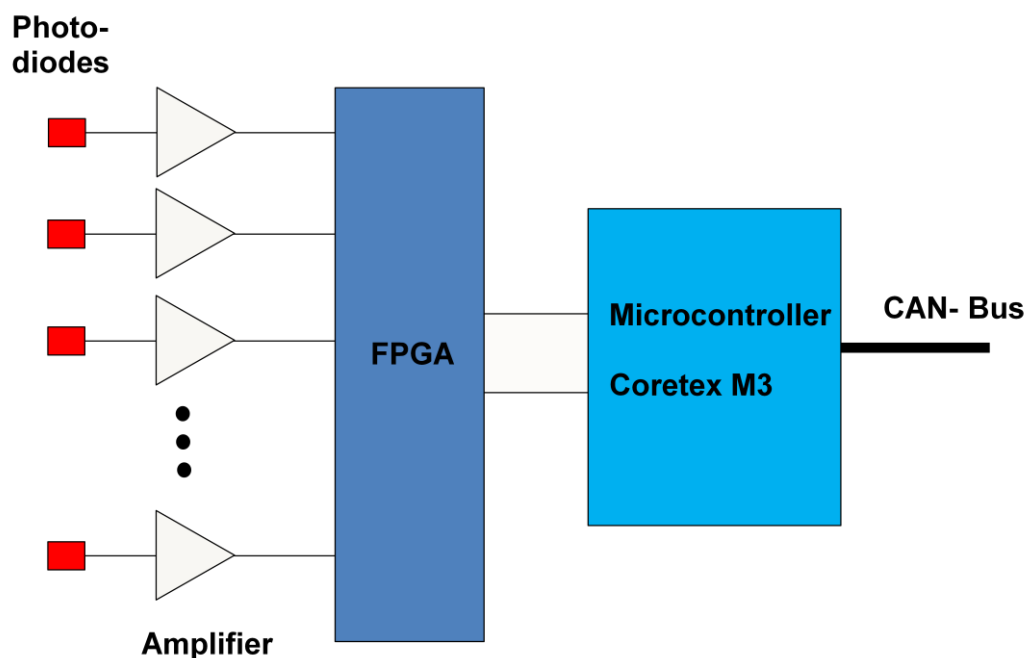 Photo-
diodes
FPGA
Microcontroller
Coretex M3
CAN- Bus
Amplifier